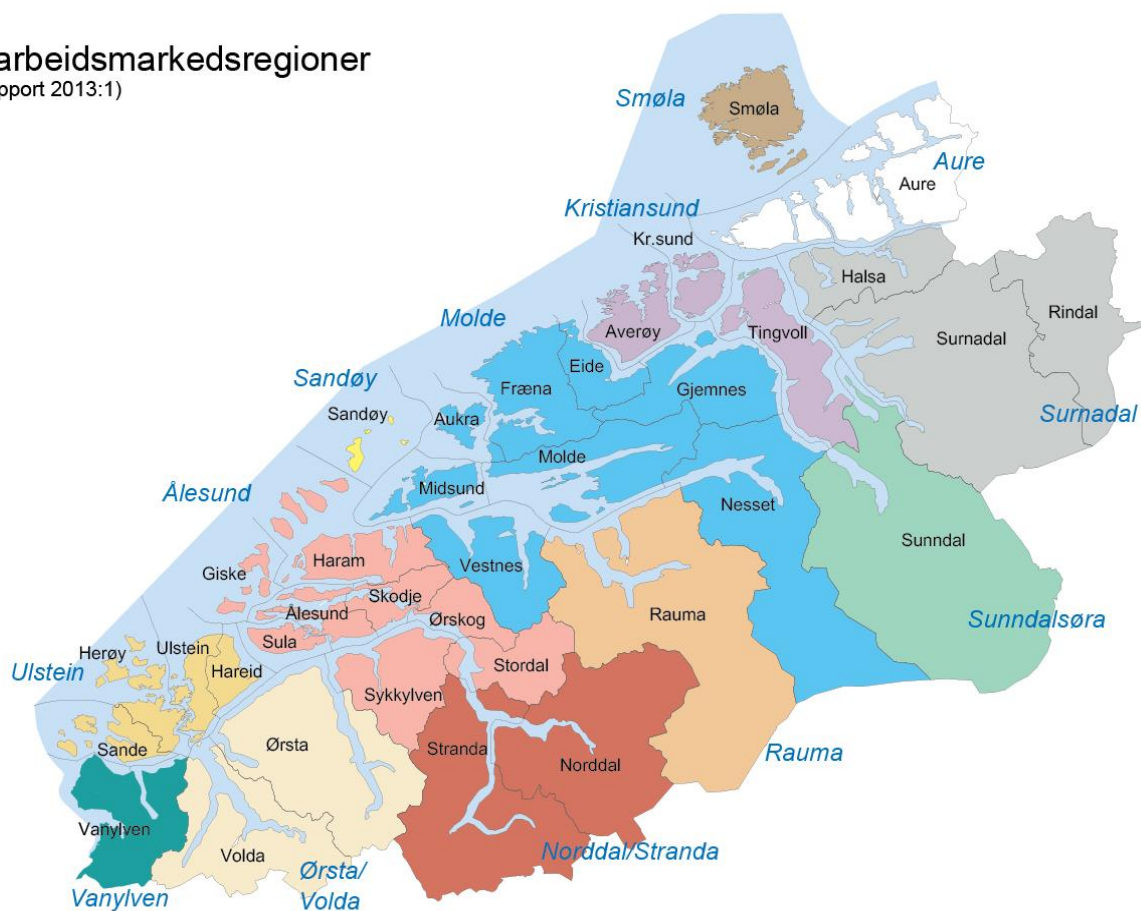 arbeidsmarkedsregioner
pport 2013:1)
Smøla
Smøla
Aure
Aure
Kristiansund
Kr.sund
Halsa
Rindal
Molde
Averøy
Tingvoll
Surnadal
Eide
Sandøy
Fræna
Gjemnes
Sandøy
Aukra
Surnadal
Molde
Ålesund
Midsund
Nesset
Sunndal
Haram
Vestnes
Giske
Skodje
Rauma
Ålesund
Ørskog
Sunndalsøra
Sula
Ulstein
Herøy
Hareid
Stordal
Ulstein
Sykkylven
Ørsta
Stranda
Sande
Rauma
Norddal
Vanylven
Volda
Norddal/Stranda
Ørsta/
Volda
Vanylven